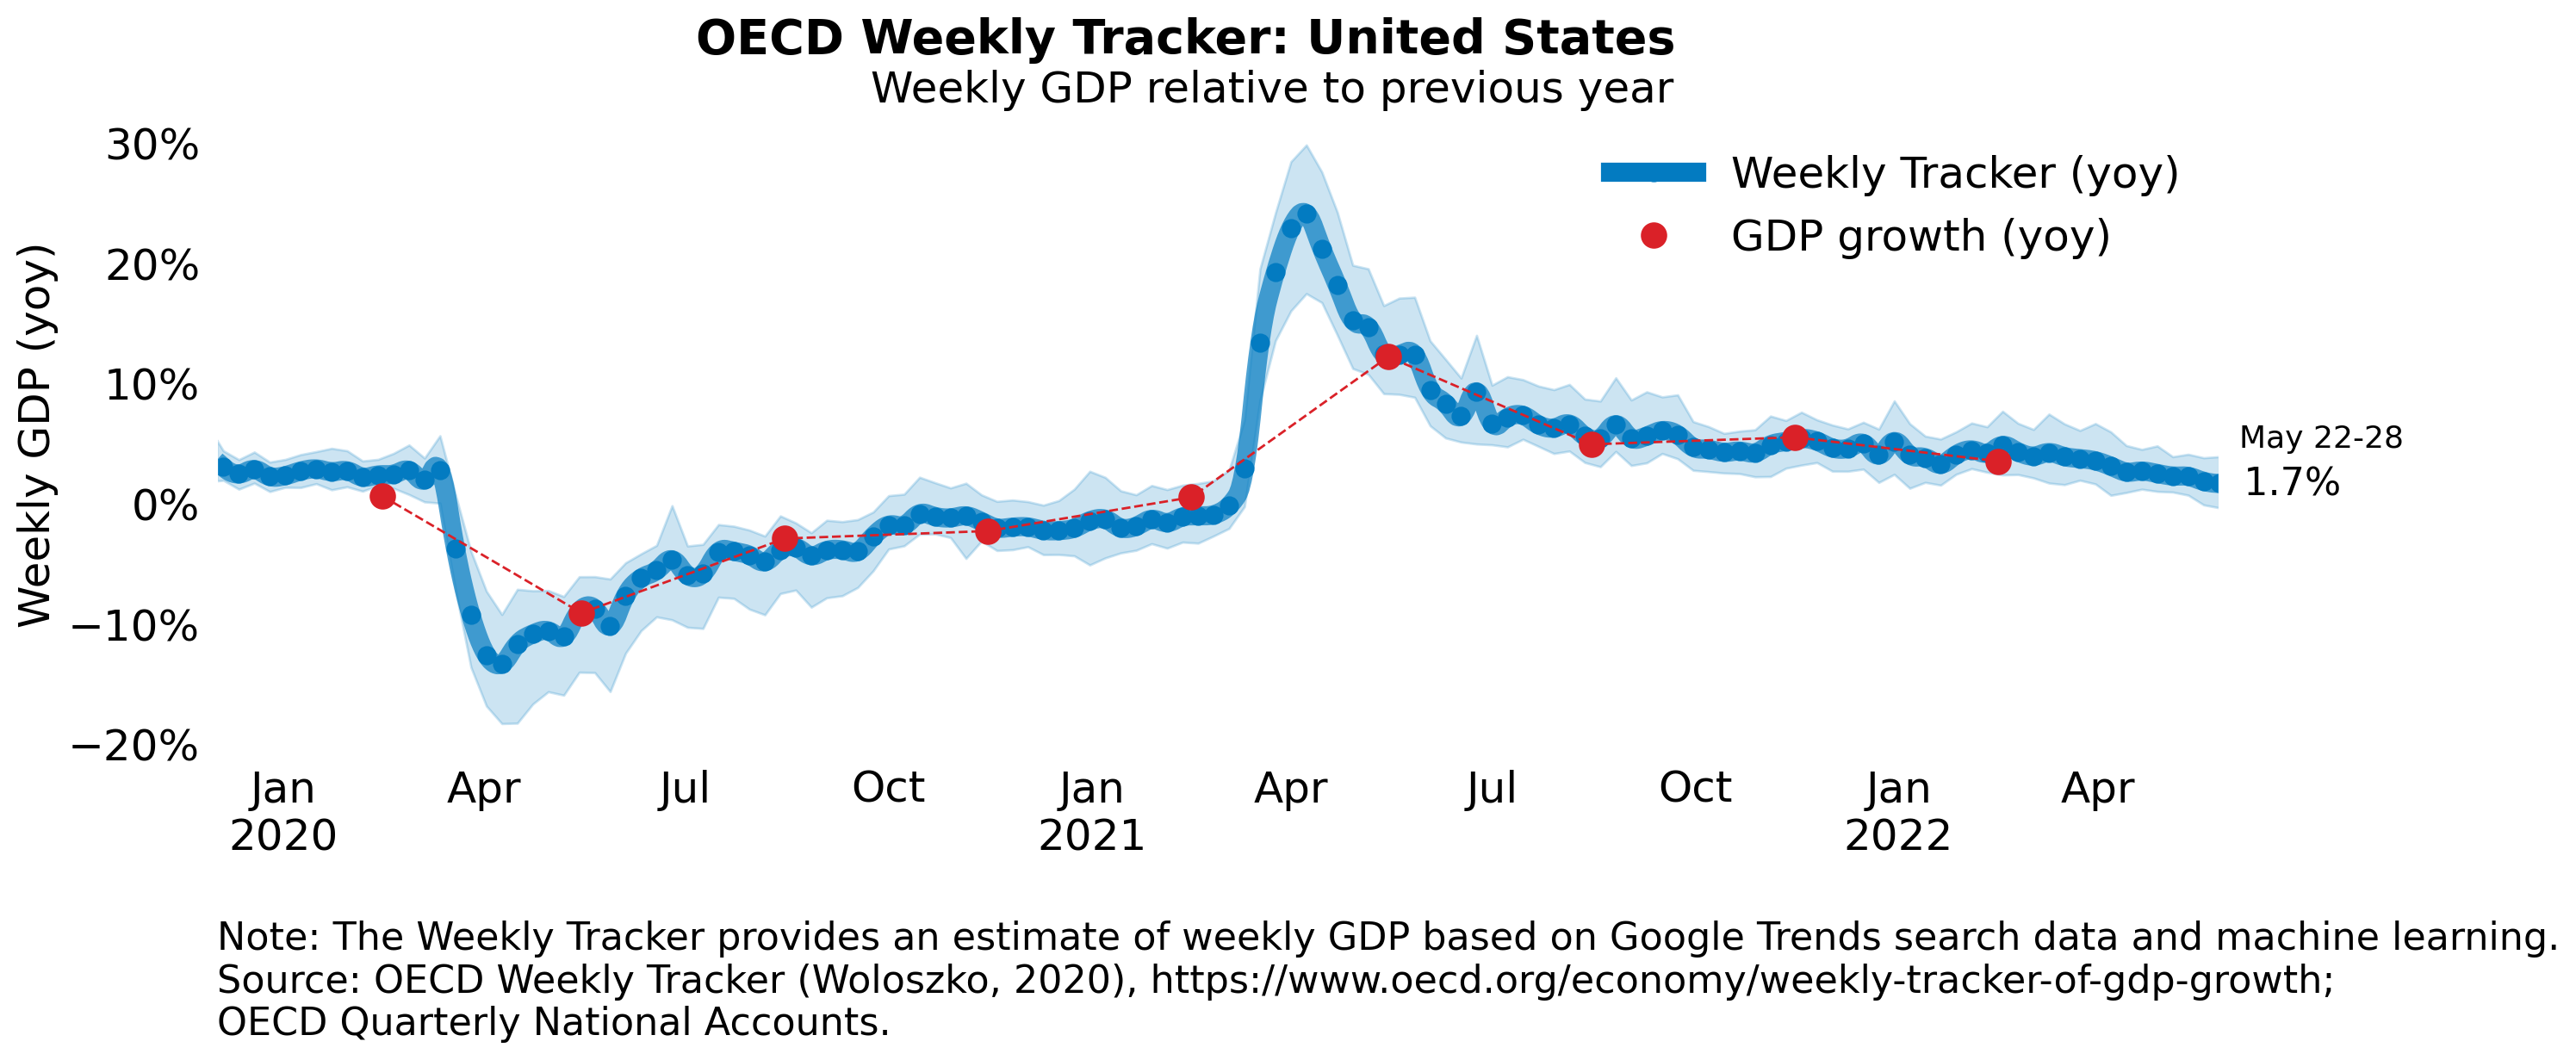 OECD Weekly Tracker: United States
Weekly GDP relative to previous year
Weekly GDP (yoy)
30%
20%
10%
0%
−10%
−20%
Weekly Tracker (yoy)
GDP growth (yoy)
May 22-28
1.7%
Jan Apr Jul Oct Jan Apr Jul Oct Jan Apr
2020 2021 2022
Note: The Weekly Tracker provides an estimate of weekly GDP based on Google Trends search data and machine learning.
Source: OECD Weekly Tracker (Woloszko, 2020), https://www.oecd.org/economy/weekly-tracker-of-gdp-growth;
OECD Quarterly National Accounts.